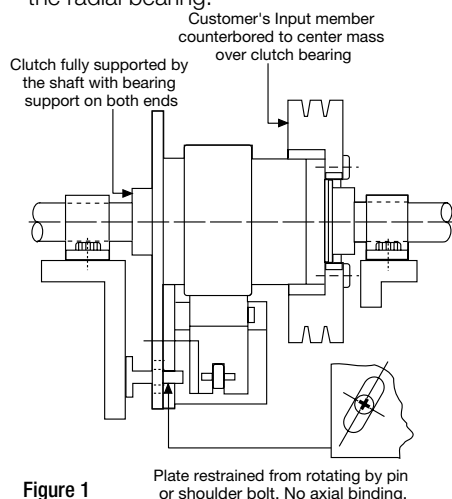 the radial bearing.
Customer's Input member
counterbored to center mass
over clutch bearing
Clutch fully supported by
the shaft with bearing
support on both ends
Figure 1
Plate restrained from rotating by pin
or shoulder bolt. No axial binding.